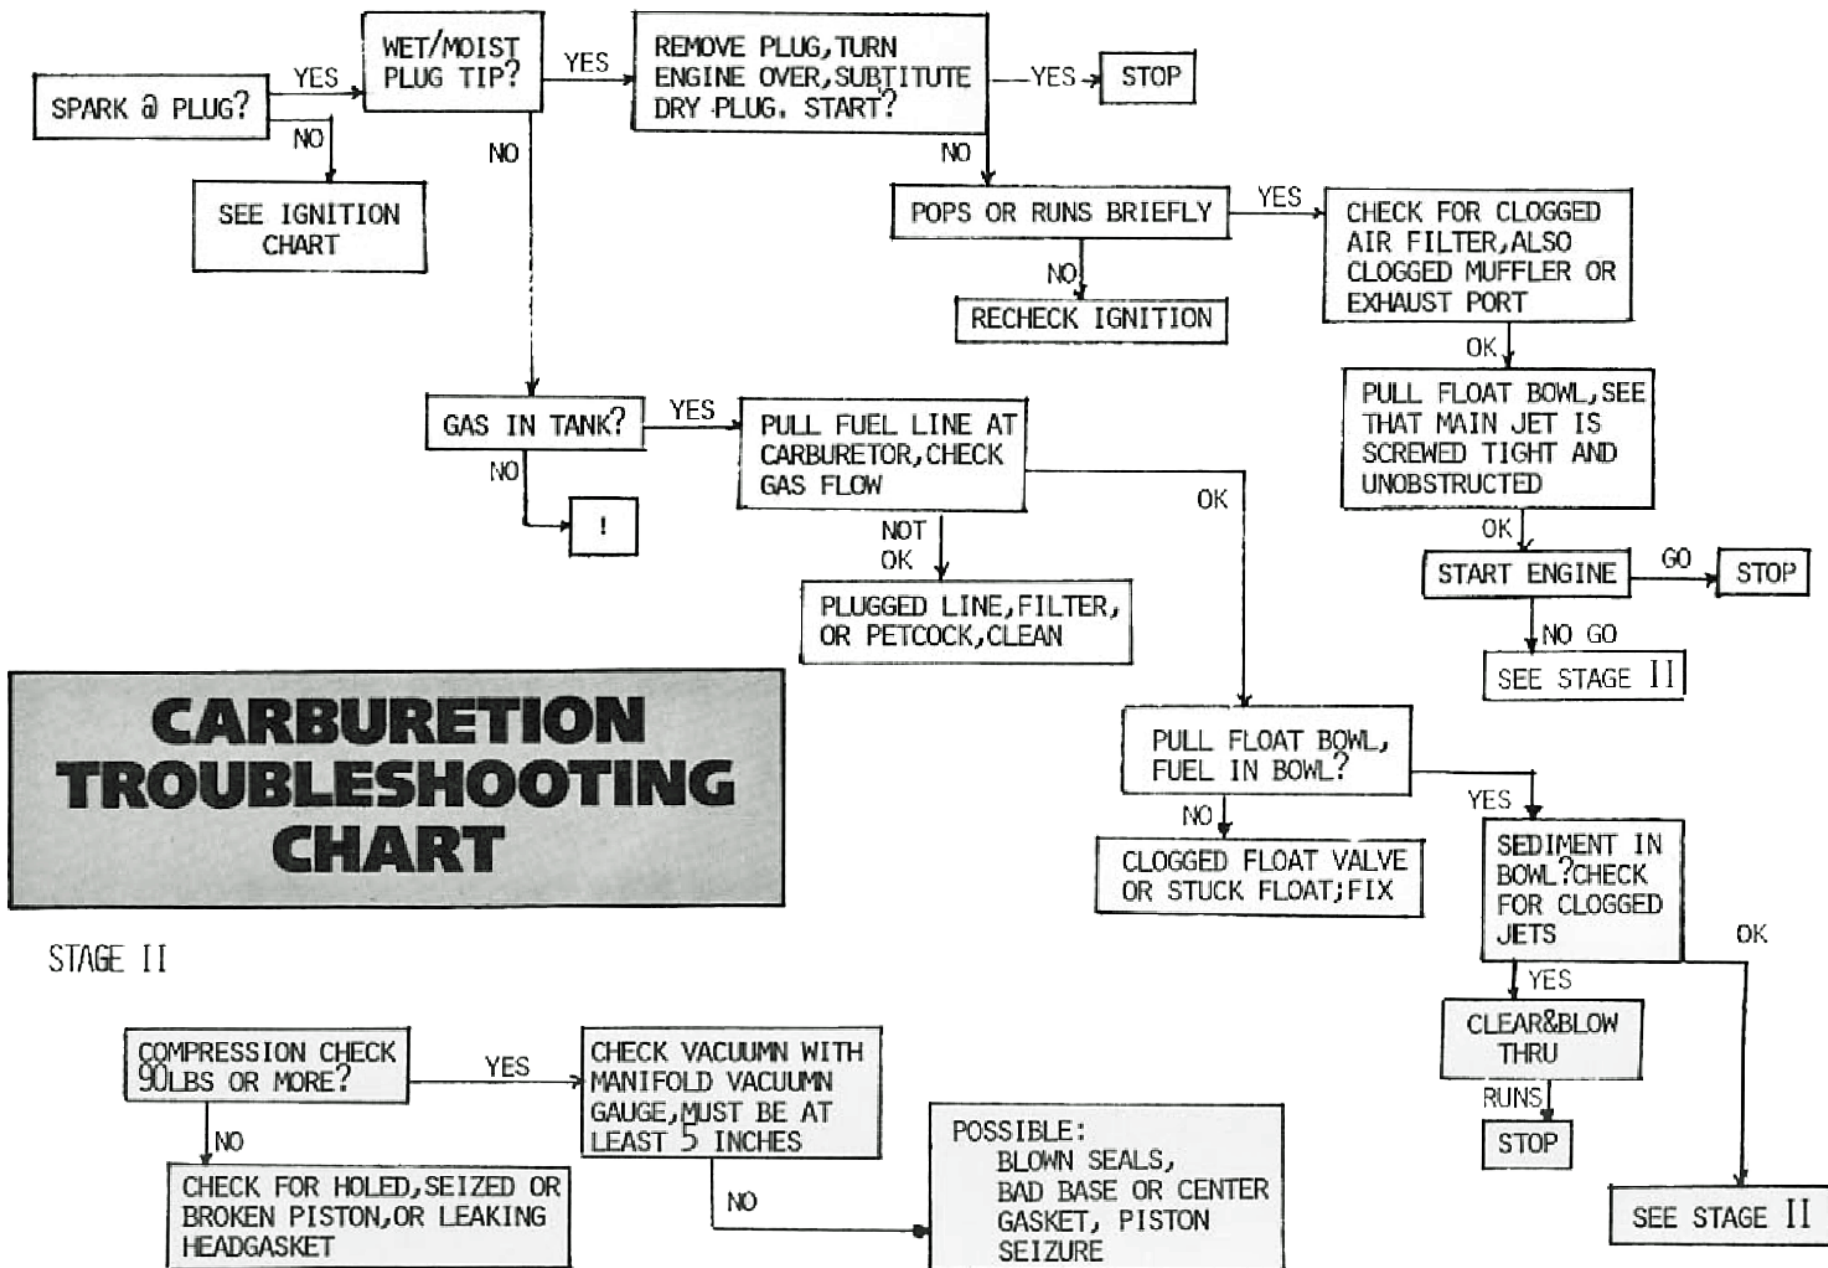 SPARK @ PLUG?
YES
NO
SEE IGNITION
CHART
WET/MOIST
PLUG TIP?
YES
NO
REMOVE PLUG,TURN
ENGINE OVER,SUBTITUTE
DRY PLUG. START?
YES
STOP
NO
POPS OR RUNS BRIEFLY
YES
NO
RECHECK IGNITION
CHECK FOR CLOGGED
AIR FILTER,ALSO
CLOGGED MUFFLER OR
EXHAUST PORT
OK
PULL FLOAT BOWL,SEE
THAT MAIN JET IS
SCREWED TIGHT AND
UNOBSTRUCTED
OK
START ENGINE
GO
STOP
NO GO
SEE STAGE II
GAS IN TANK?
YES
NO
!
PULL FUEL LINE AT
CARBURETOR,CHECK
GAS FLOW
OK
NOT
OK
PLUGGED LINE,FILTER,
OR PETCOCK,CLEAN
PULL FLOAT BOWL,
FUEL IN BOWL?
YES
NO
CLOGGED FLOAT VALVE
OR STUCK FLOAT;FIX
SEDIMENT IN
BOWL?CHECK
FOR CLOGGED
JETS
OK
YES
CLEAR&BLOW
THRU
RUNS
STOP
SEE STAGE II
CARBURETION
TROUBLESHOOTING
CHART
STAGE II
COMPRESSION CHECK
90LBS OR MORE?
YES
NO
CHECK FOR HOLED,SEIZED OR
BROKEN PISTON,OR LEAKING
HEADGASKET
CHECK VACUUMN WITH
MANIFOLD VACUUMN
GAUGE,MUST BE AT
LEAST 5 INCHES
NO
POSSIBLE:
BLOWN SEALS,
BAD BASE OR CENTER
GASKET, PISTON
SEIZURE